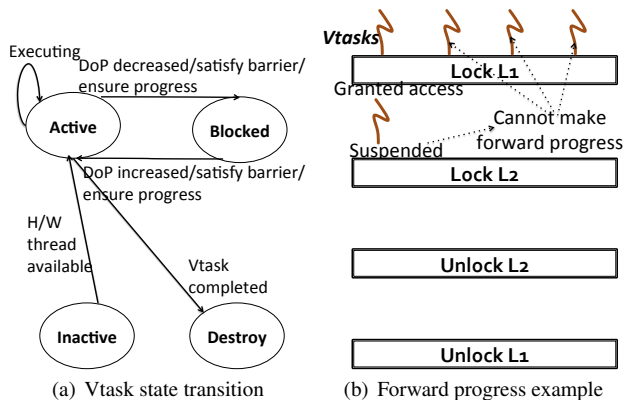 Executing
DoP decreased/satisfy barrier/
ensure progress
Active
Blocked
DoP increased/satisfy barrier/
ensure progress
H/W
thread
available
Vtask
completed
Inactive
Destroy
(a) Vtask state transition
Vtasks
Lock L1
Granted access
Cannot make
forward progress
Suspended
Lock L2
Unlock L2
Unlock L1
(b) Forward progress example